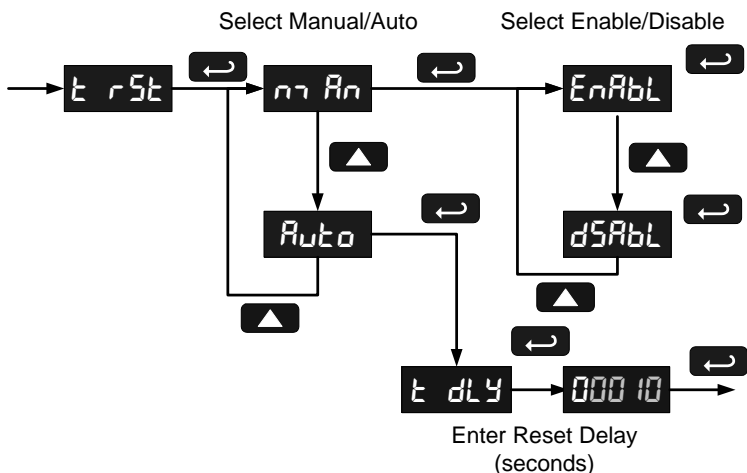 Select Manual/Auto
Select Enable/Disable
t rSt
mAn
EnAbL
Auto
dSAbL
t dLY
00010
Enter Reset Delay
(seconds)